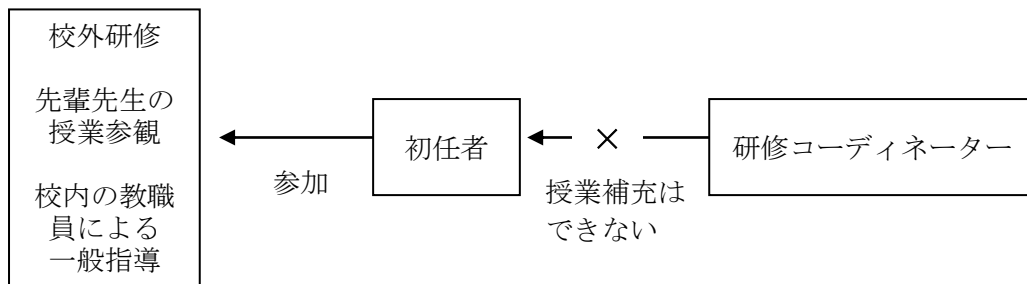 校外研修
先輩先生の
授業参観
校内の教職
員による
一般指導
参加
初任者
×
授業補充は
できない
研修コーディネーター